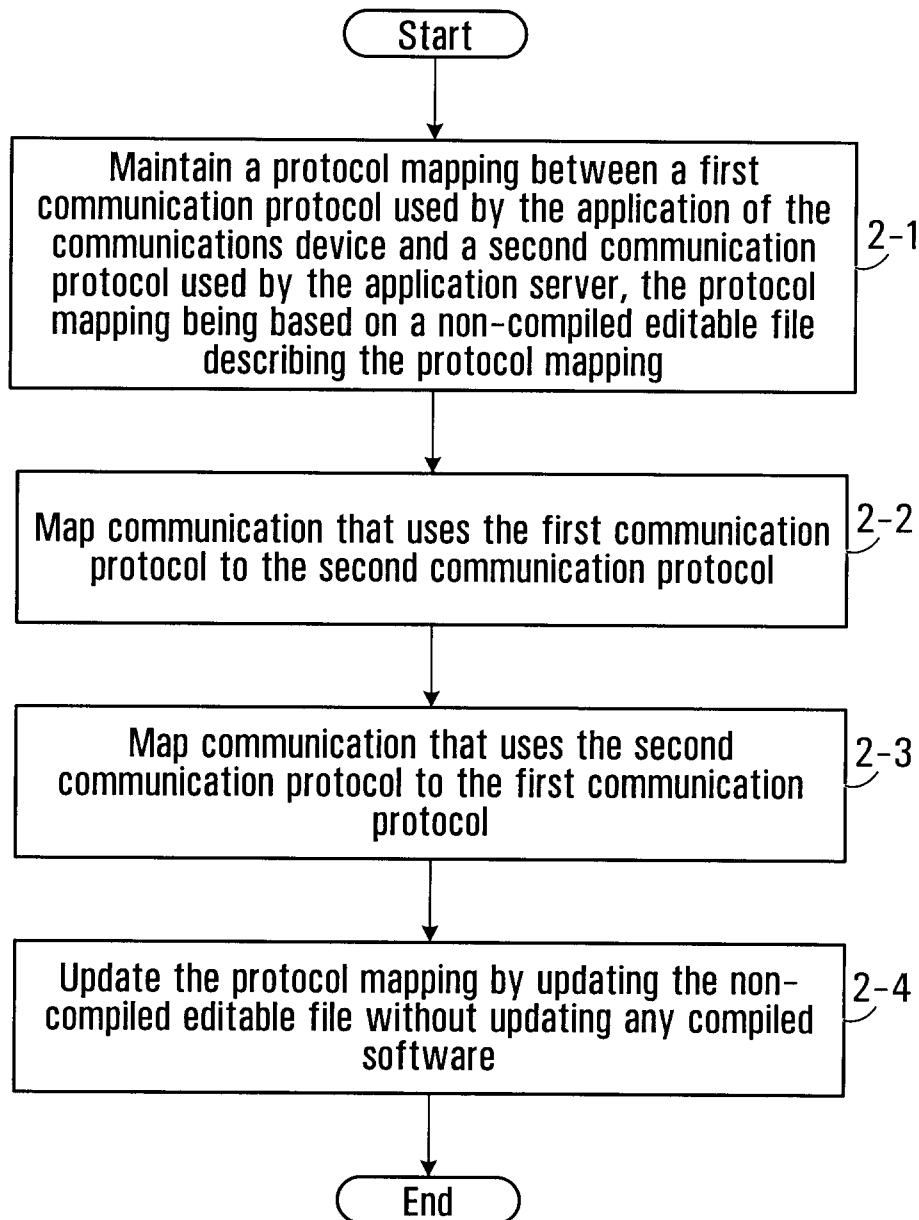 Start
Maintain a protocol mapping between a first
communication protocol used by the application of the
communications device and a second communication
protocol used by the application server, the protocol
mapping being based on a non-compiled editable file
describing the protocol mapping
2-1
Map communication that uses the first communication
protocol to the second communication protocol
2-2
Map communication that uses the second
communication protocol to the first communication
protocol
2-3
Update the protocol mapping by updating the non-
compiled editable file without updating any compiled
software
2-4
End